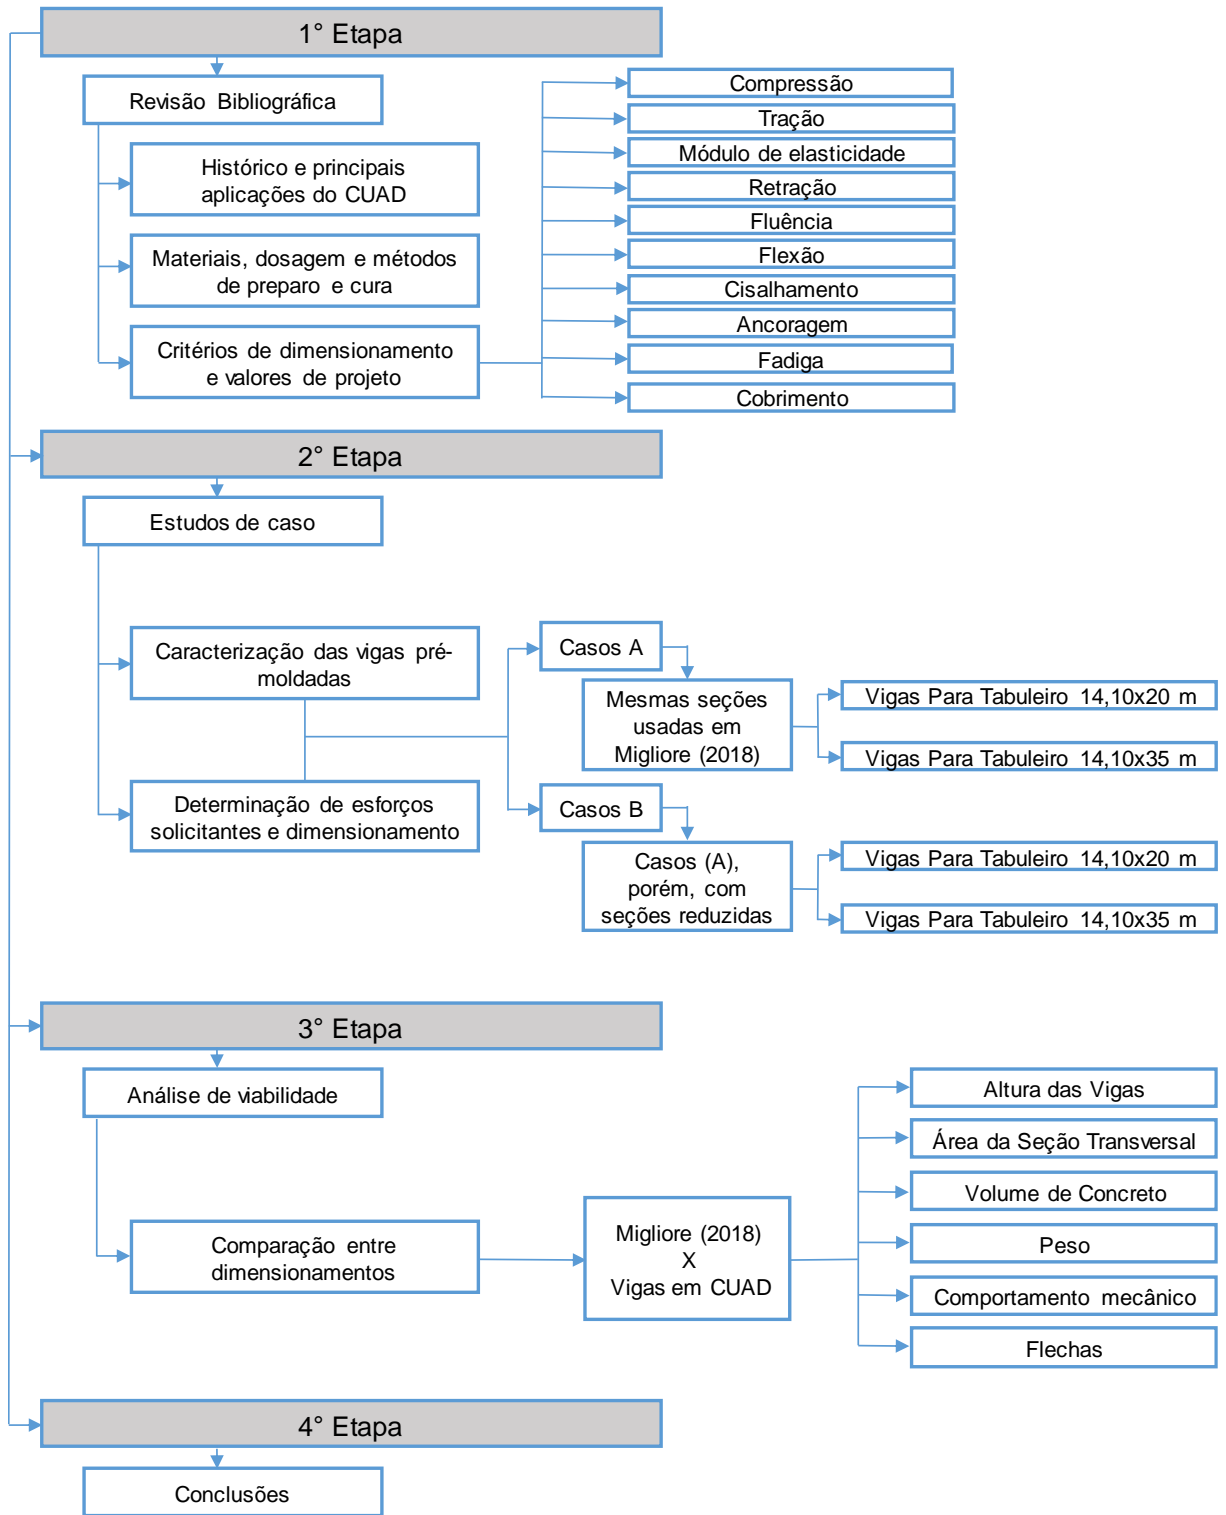 1° Etapa
Revisão Bibliográfica
Histórico e principais
aplicações do CUAD
Materiais, dosagem e métodos
de preparo e cura
Critérios de dimensionamento
e valores de projeto
Compressão
Tração
Módulo de elasticidade
Retração
Fluência
Flexão
Cisalhamento
Ancoragem
Fadiga
Cobrimento
2° Etapa
Estudos de caso
Caracterização das vigas pré-
moldadas
Determinação de esforços
solicitantes e dimensionamento
Casos A
Mesmas seções
usadas em
Migliore (2018)
Vigas Para Tabuleiro 14,10x20 m
Vigas Para Tabuleiro 14,10x35 m
Casos B
Casos (A),
porém, com
seções reduzidas
Vigas Para Tabuleiro 14,10x20 m
Vigas Para Tabuleiro 14,10x35 m
3° Etapa
Análise de viabilidade
Comparação entre
dimensionamentos
Migliore (2018)
X
Vigas em CUAD
Altura das Vigas
Área da Seção Transversal
Volume de Concreto
Peso
Comportamento mecânico
Flechas
4° Etapa
Conclusões